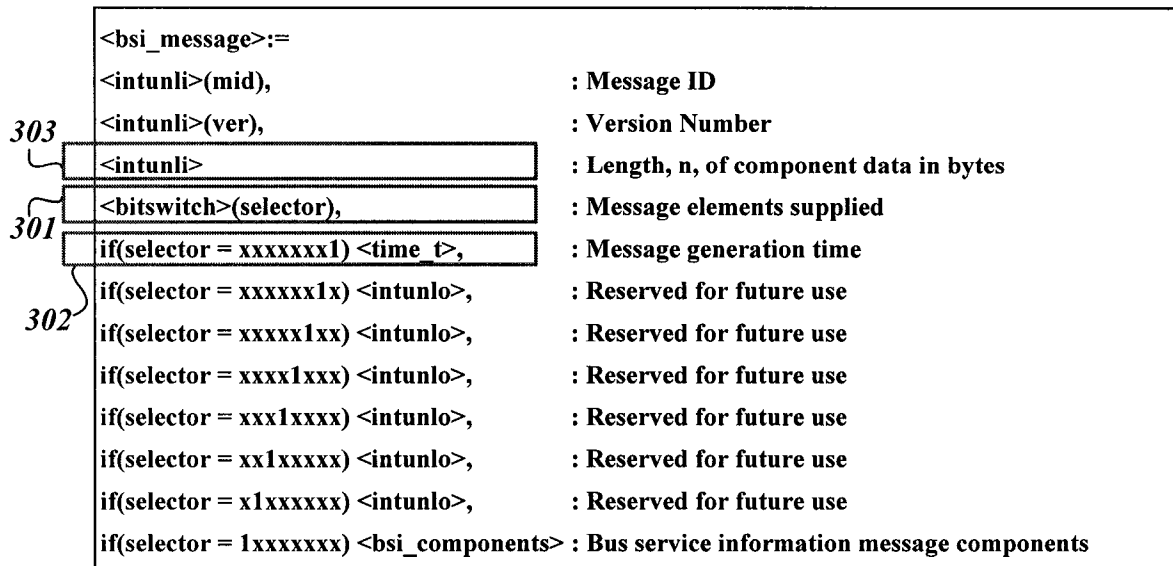 <bsi_message>:=
<intunli>(mid), : Message ID
<intunli>(ver), : Version Number
303
<intunli> : Length, n, of component data in bytes
<bitswitch>(selector), : Message elements supplied
301
if(selector = xxxxxxx1) <time_t>, : Message generation time
if(selector = xxxxxx1x) <intunlo>, : Reserved for future use
302
if(selector = xxxxx1xx) <intunlo>, : Reserved for future use
if(selector = xxxx1xxx) <intunlo>, : Reserved for future use
if(selector = xxx1xxxx) <intunlo>, : Reserved for future use
if(selector = xx1xxxxx) <intunlo>, : Reserved for future use
if(selector = x1xxxxxx) <intunlo>, : Reserved for future use
if(selector = 1xxxxxxx) <bsi_components> : Bus service information message components